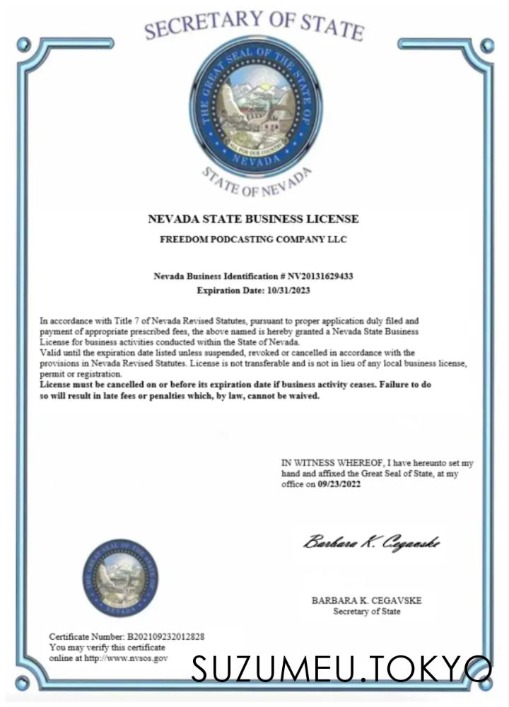 SECRETARY OF STATE
THE GREAT SEAL OF THE STATE OF
ALL FOR OUR COUNTRY
NEVADA
STATE OF NEVADA
NEVADA STATE BUSINESS LICENSE
FREEDOM PODCASTING COMPANY LLC
Nevada Business Identification # NV20131629433
Expiration Date: 10/31/2023
In accordance with Title 7 of Nevada Revised Statutes, pursuant to proper application duly filed and
payment of appropriate prescribed fees, the above named is hereby granted a Nevada State Business
License for business activities conducted within the State of Nevada.
Valid until the expiration date listed unless suspended, revoked or cancelled in accordance with the
provisions in Nevada Revised Statutes. License is not transferable and is not in lieu of any local business license,
permit or registration.
License must be cancelled on or before its expiration date if business activity ceases. Failure to do
so will result in late fees or penalties which, by law, cannot be waived.
IN WITNESS WHEREOF, I have hereunto set my
hand and affixed the Great Seal of State, at my
office on 09/23/2022
Barbara K. Cegavske
BARBARA K. CEGAVSKE
Secretary of State
THE GREAT SEAL OF THE STATE OF
NEVADA
Certificate Number: B202109232012828
You may verify this certificate
online at http://www.nvsos.gov
SUZUMEU.TOKYO